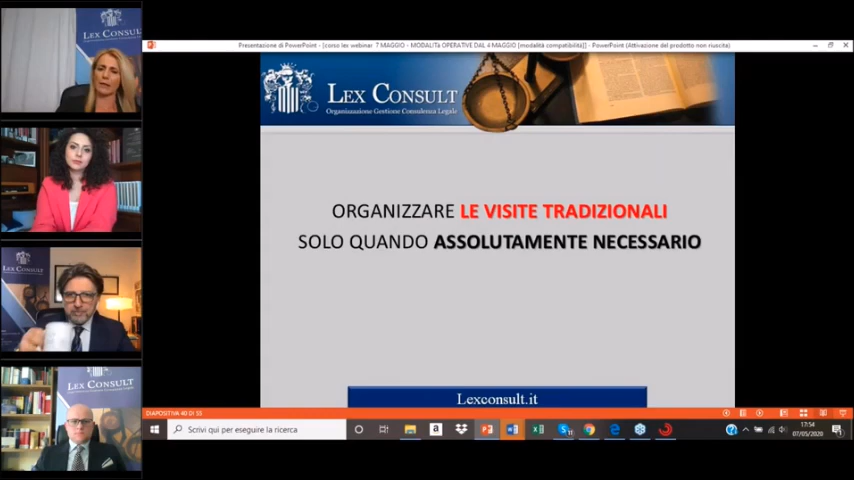 LEX CONSULT
Presentazione di PowerPoint - [corso lex webinar 7 MAGGIO - MODALITà OPERATIVE DAL 4 MAGGIO [modalità compatibilità]] - PowerPoint (Attivazione del prodotto non riuscita)
LEX CONSULT
Organizzazione Gestione Consulenza Legale
ORGANIZZARE LE VISITE TRADIZIONALI
SOLO QUANDO ASSOLUTAMENTE NECESSARIO
LEX CONSULT
LEX CONSULT
Lexconsult.it
DIAPOSITIVA 40 DI 55
Scrivi qui per eseguire la ricerca
17:54
07/05/2020